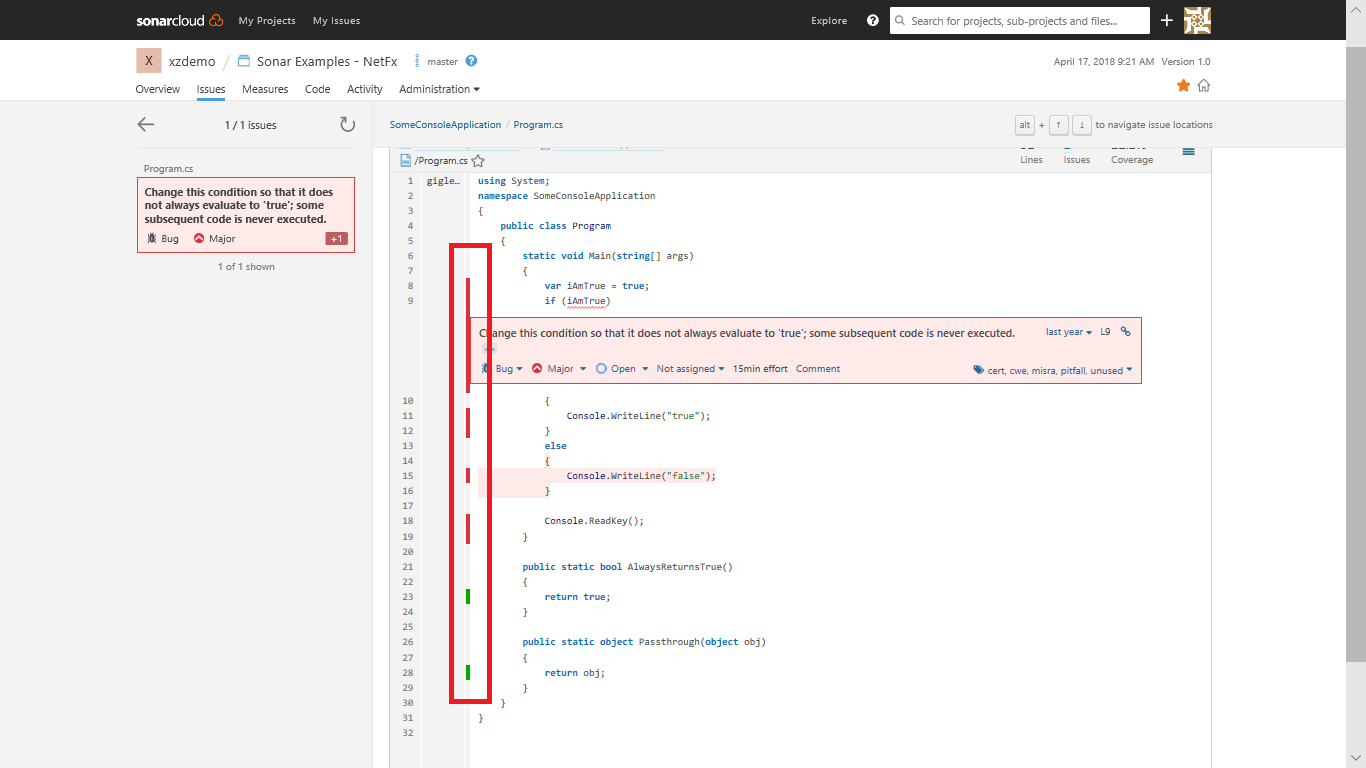 sonarcloud My Projects My Issues Explore ? Search for projects, sub-projects and files... +
X xzdemo / Sonar Examples - NetFx master ? April 17, 2018 9:21 AM Version 1.0
Overview Issues Measures Code Activity Administration
1 / 1 issues
SomeConsoleApplication / Program.cs alt + ↑ ↓ to navigate issue locations
Program.cs
Change this condition so that it does
not always evaluate to 'true'; some
subsequent code is never executed.
Bug Major +1
1 of 1 shown
/Program.cs Lines Issues Coverage
1 gigle... using System;
2 namespace SomeConsoleApplication
3 {
4 public class Program
5 {
6 static void Main(string[] args)
7 {
8 var iAmTrue = true;
9 if (iAmTrue)
Change this condition so that it does not always evaluate to 'true'; some subsequent code is never executed. last year L9
Bug Major Open Not assigned 15min effort Comment cert, cwe, misra, pitfall, unused
10 {
11 Console.WriteLine("true");
12 }
13 else
14 {
15 Console.WriteLine("false");
16 }
17
18 Console.ReadKey();
19 }
20
21 public static bool AlwaysReturnsTrue()
22 {
23 return true;
24 }
25
26 public static object Passthrough(object obj)
27 {
28 return obj;
29 }
30 }
31 }
32